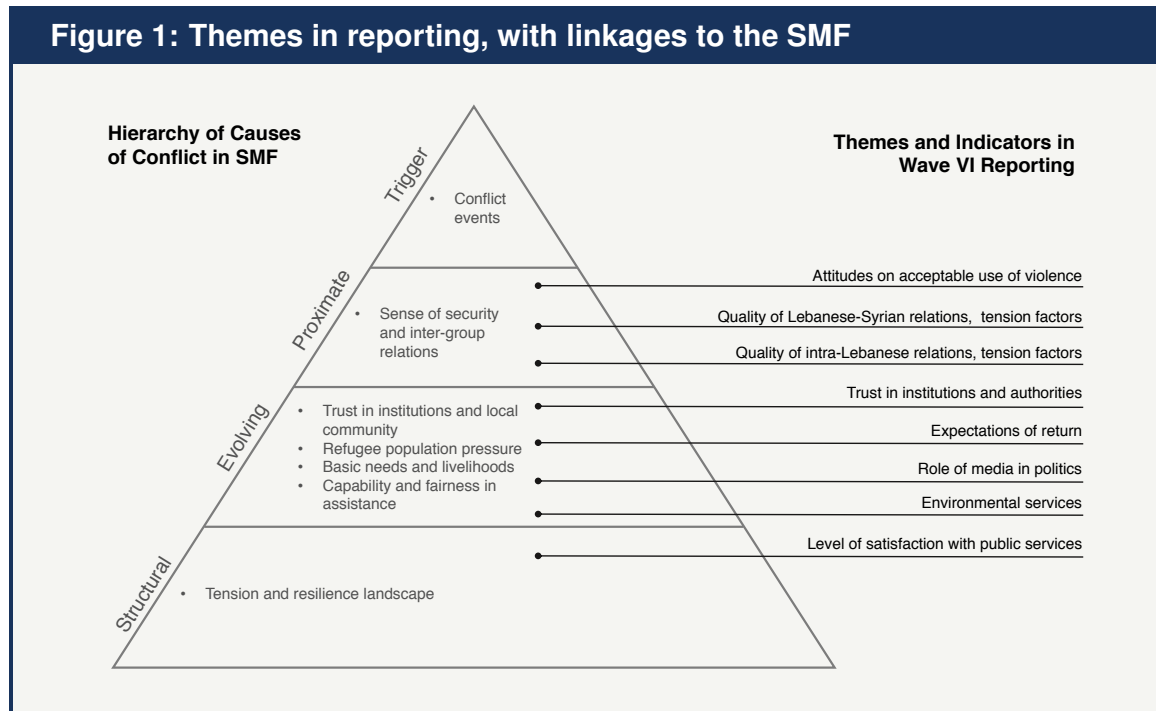 Figure 1: Themes in reporting, with linkages to the SMF
Hierarchy of Causes
of Conflict in SMF
Themes and Indicators in
Wave VI Reporting
Trigger
• Conflict
events
Proximate
• Sense of security
and inter-group
relations
Attitudes on acceptable use of violence
Quality of Lebanese-Syrian relations, tension factors
Quality of intra-Lebanese relations, tension factors
Evolving
• Trust in institutions and local
community
• Refugee population pressure
• Basic needs and livelihoods
• Capability and fairness in
assistance
Trust in institutions and authorities
Expectations of return
Role of media in politics
Environmental services
Structural
• Tension and resilience landscape
Level of satisfaction with public services